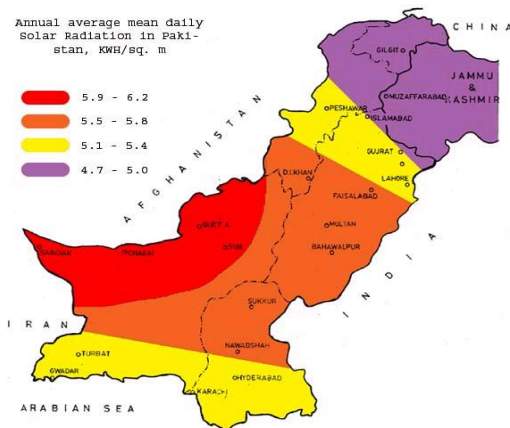 Annual average mean daily
Solar Radiation in Paki-
stan, KWH/sq. m
5.9 - 6.2
5.5 - 5.8
5.1 - 5.4
4.7 - 5.0
CHINA
GILGIT
JAMMU
&
KASHMIR
MUZAFFARABAD
PESHAWAR
ISLAMABAD
AFGHANISTAN
GUJRAT
LAHORE
D.I.KHAN
FAISALABAD
MULTAN
BAHAWALPUR
SIBI
CHAGAI
INDIA
SUKKUR
IRAN
NAWABSHAH
TURBAT
GWADAR
HYDERABAD
KARACHI
ARABIAN SEA